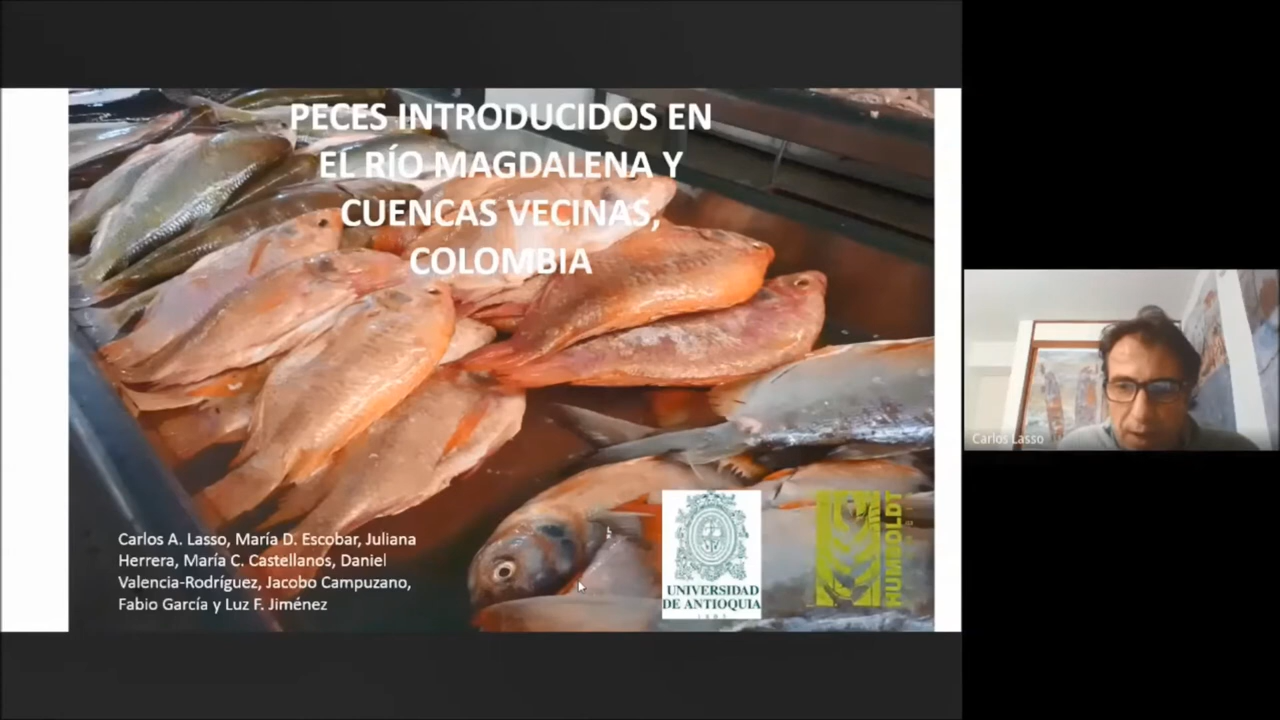 PECES INTRODUCIDOS EN
EL RÍO MAGDALENA Y
CUENCAS VECINAS,
COLOMBIA
Carlos A. Lasso, María D. Escobar, Juliana
Herrera, María C. Castellanos, Daniel
Valencia-Rodríguez, Jacobo Campuzano,
Fabio García y Luz F. Jiménez
UNIVERSIDAD
DE ANTIOQUIA
HUMBOLDT
Carlos Lasso